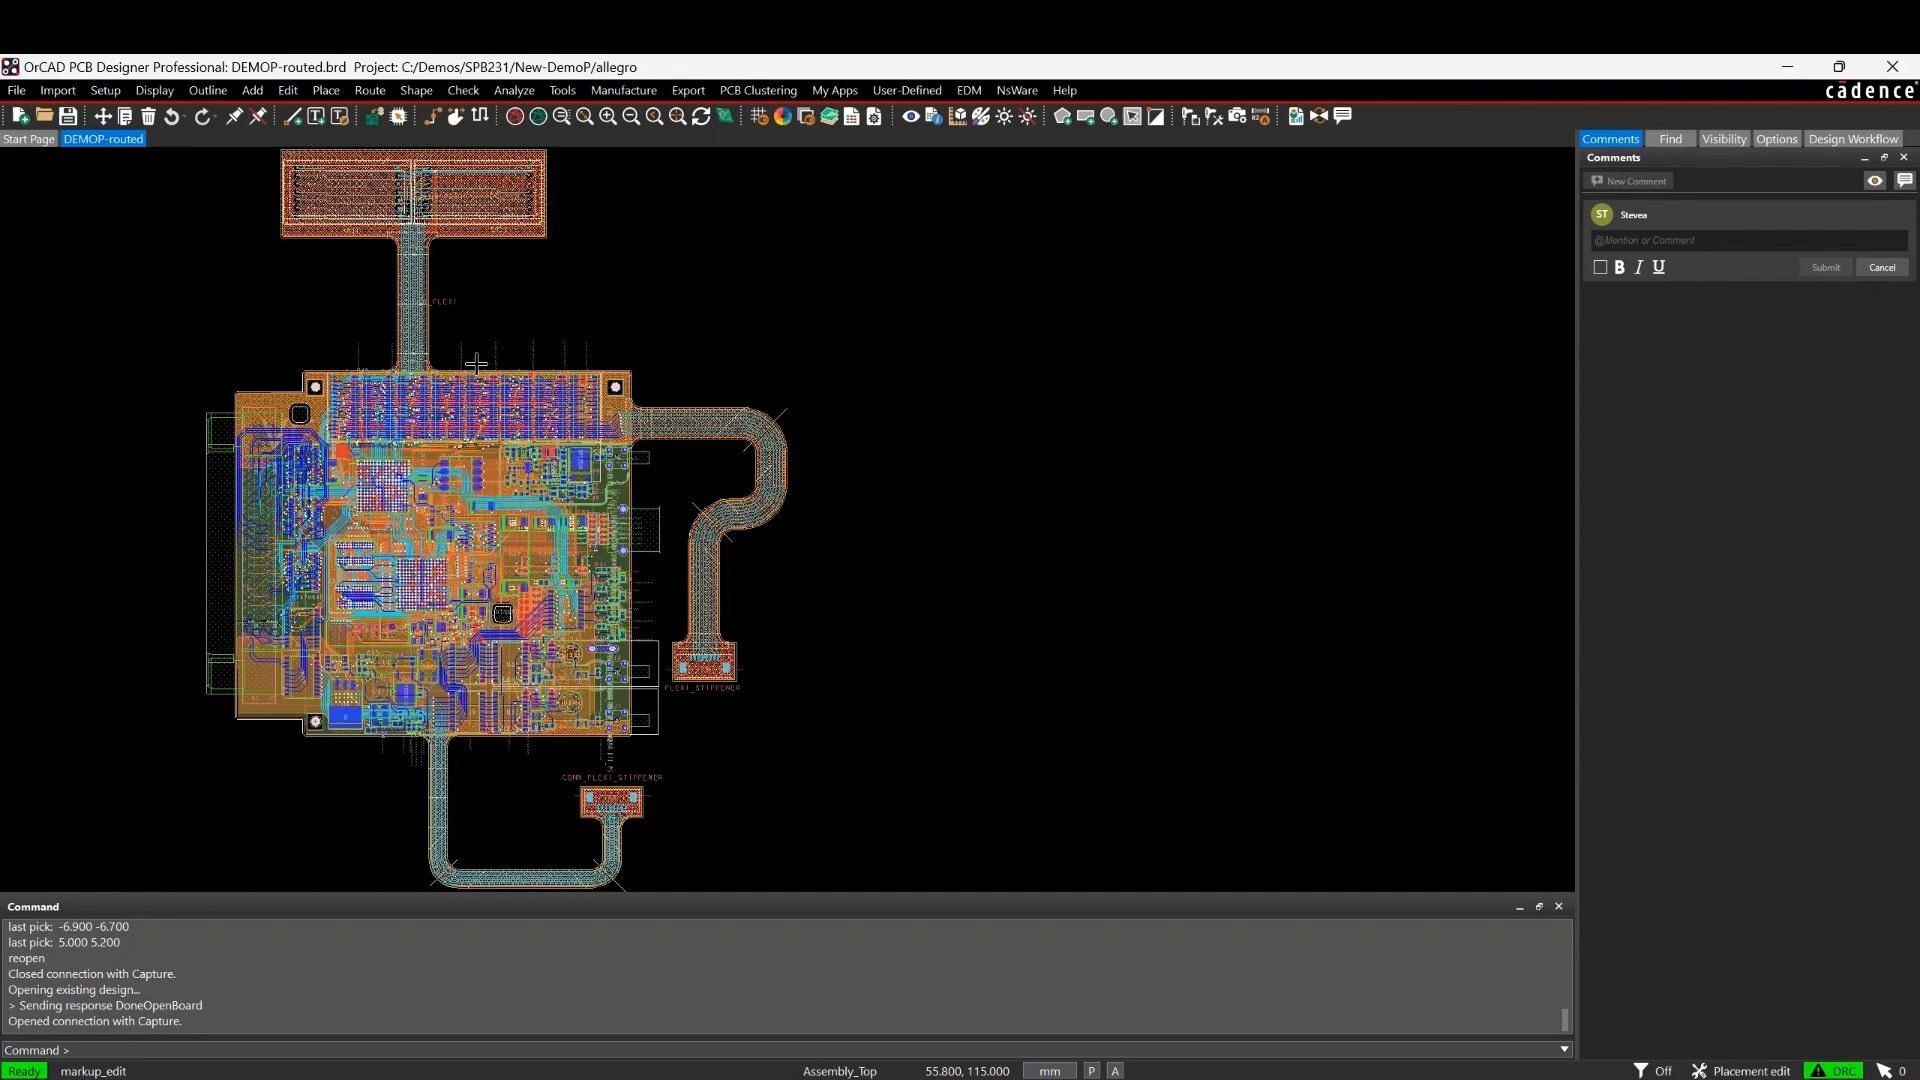 OrCAD PCB Designer Professional: DEMOP-routed.brd Project: C:/Demos/SPB231/New-DemoP/allegro
File Import Setup Display Outline Add Edit Place Route Shape Check Analyze Tools Manufacture Export PCB Clustering My Apps User-Defined EDM NsWare Help
cādence
Start Page DEMOP-routed
Comments Find Visibility Options Design Workflow
Comments
New Comment
ST Stevea
@Mention or Comment
B I U Submit Cancel
FLEXI
FLEXI_STIFFENER
CONN_FLEXI_STIFFENER
Command
last pick: -6.900 -6.700
last pick: 5.000 5.200
reopen
Closed connection with Capture.
Opening existing design...
> Sending response DoneOpenBoard
Opened connection with Capture.
Command >
Ready markup_edit Assembly_Top 55.800, 115.000 mm P A Off Placement edit DRC 0